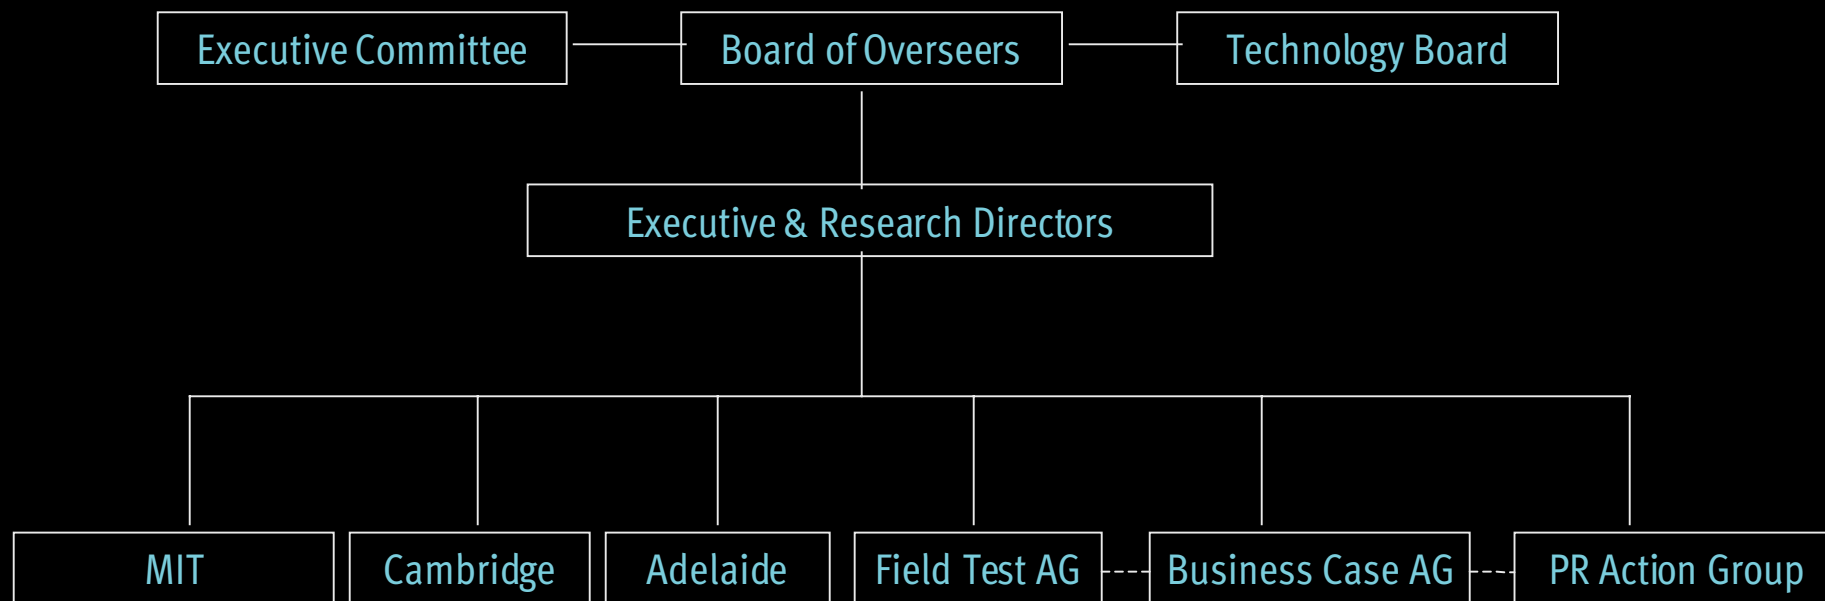 Executive Committee
Board of Overseers
Technology Board
Executive & Research Directors
MIT
Cambridge
Adelaide
Field Test AG
Business Case AG
PR Action Group